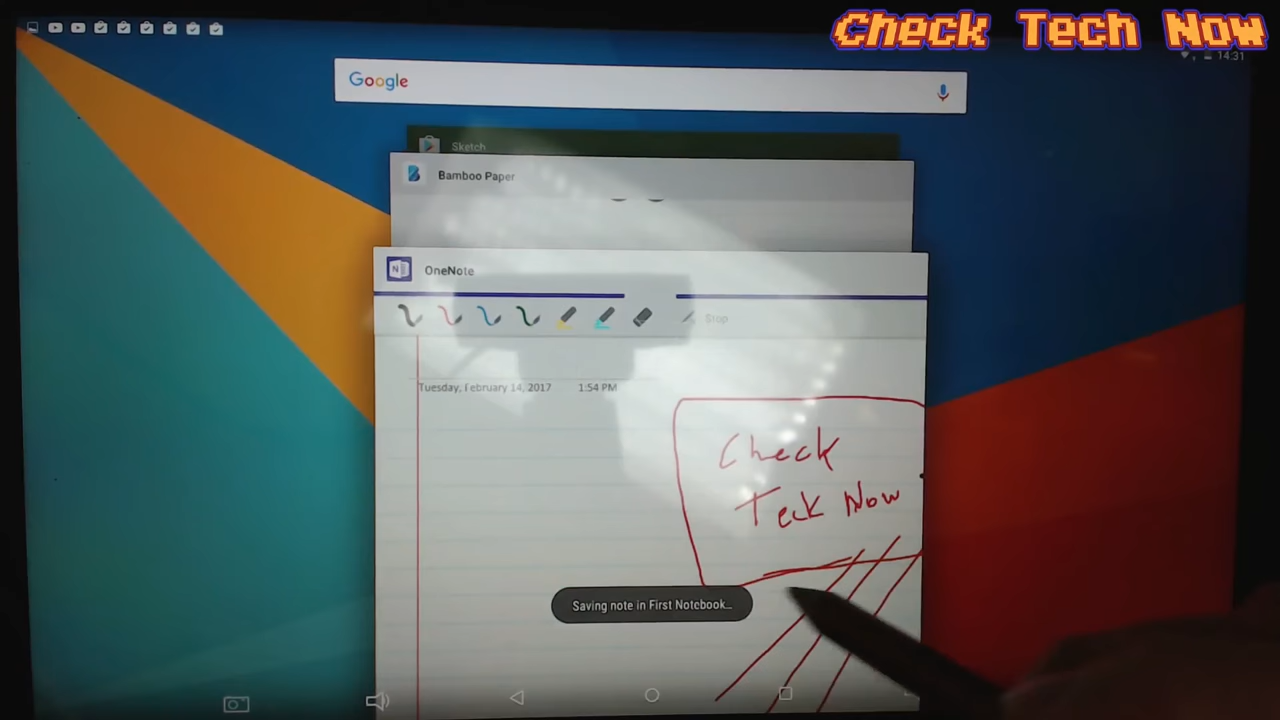 Check Tech Now
14:31
Google
Sketch
Bamboo Paper
OneNote
Stop
Tuesday, February 14, 2017 1:54 PM
Check
Teck Now
Saving note in First Notebook...